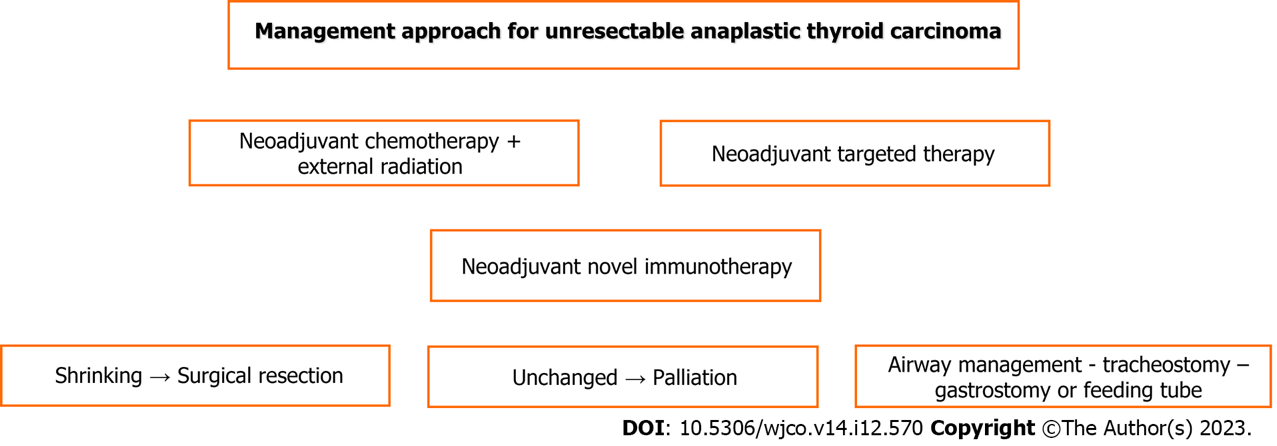 Management approach for unresectable anaplastic thyroid carcinoma
Neoadjuvant chemotherapy +
external radiation
Neoadjuvant targeted therapy
Neoadjuvant novel immunotherapy
Shrinking → Surgical resection
Unchanged → Palliation
Airway management - tracheostomy –
gastrostomy or feeding tube
DOI: 10.5306/wjco.v14.i12.570 Copyright ©The Author(s) 2023.